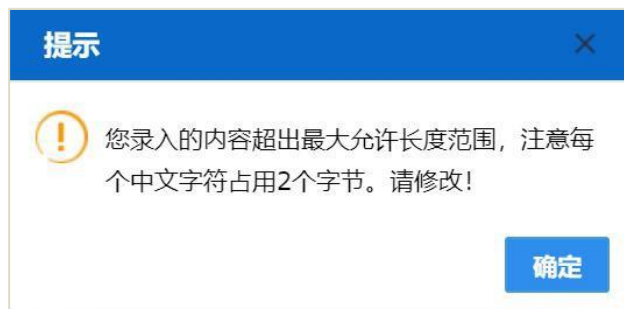 提示
您录入的内容超出最大允许长度范围，注意每
个中文字符占用2个字节。请修改！
确定